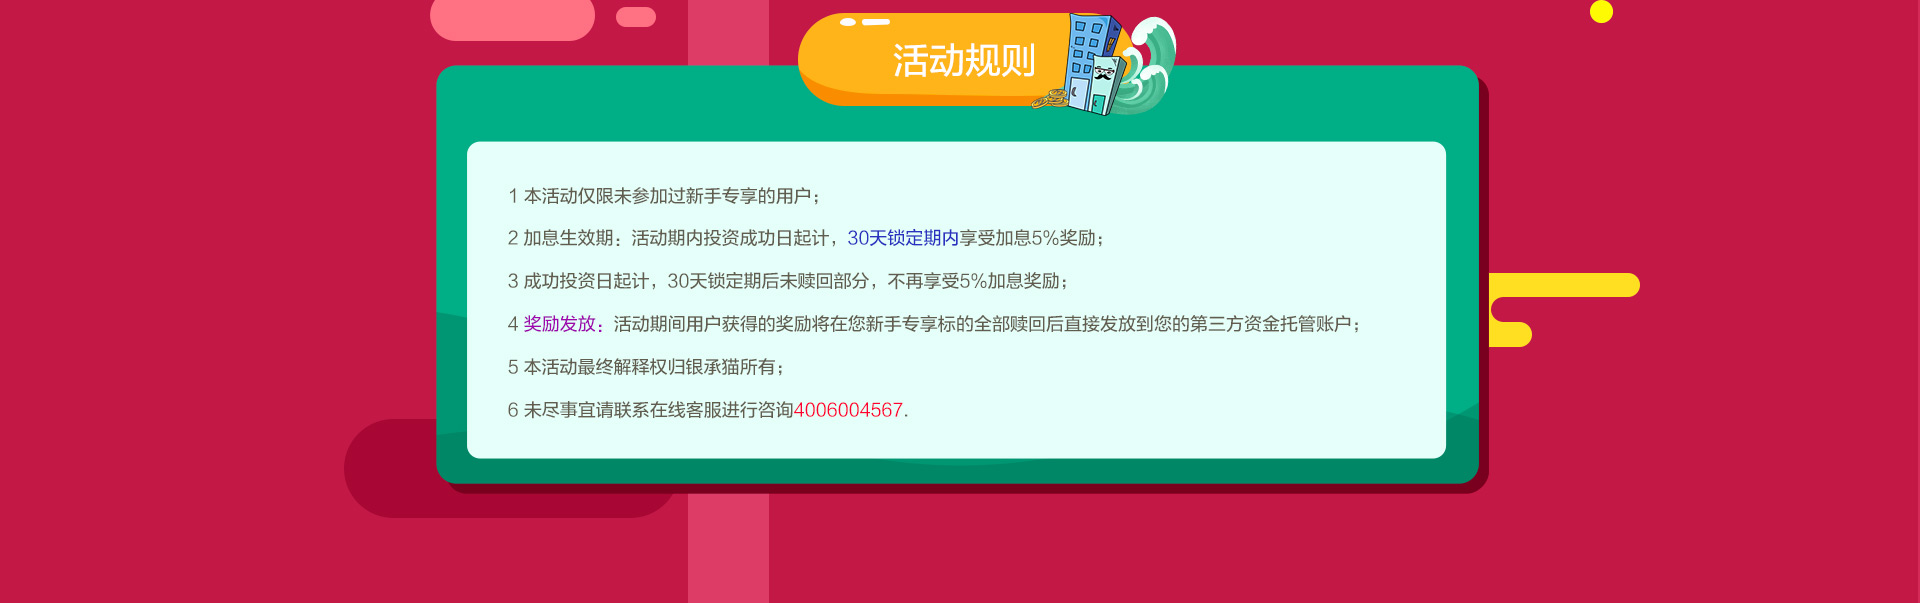 活动规则
1 本活动仅限未参加过新手专享的用户；
2 加息生效期：活动期内投资成功日起计，30天锁定期内享受加息5%奖励；
3 成功投资日起计，30天锁定期后未赎回部分，不再享受5%加息奖励；
4 奖励发放：活动期间用户获得的奖励将在您新手专享标的全部赎回后直接发放到您的第三方资金托管账户；
5 本活动最终解释权归银承猫所有；
6 未尽事宜请联系在线客服进行咨询4006004567.